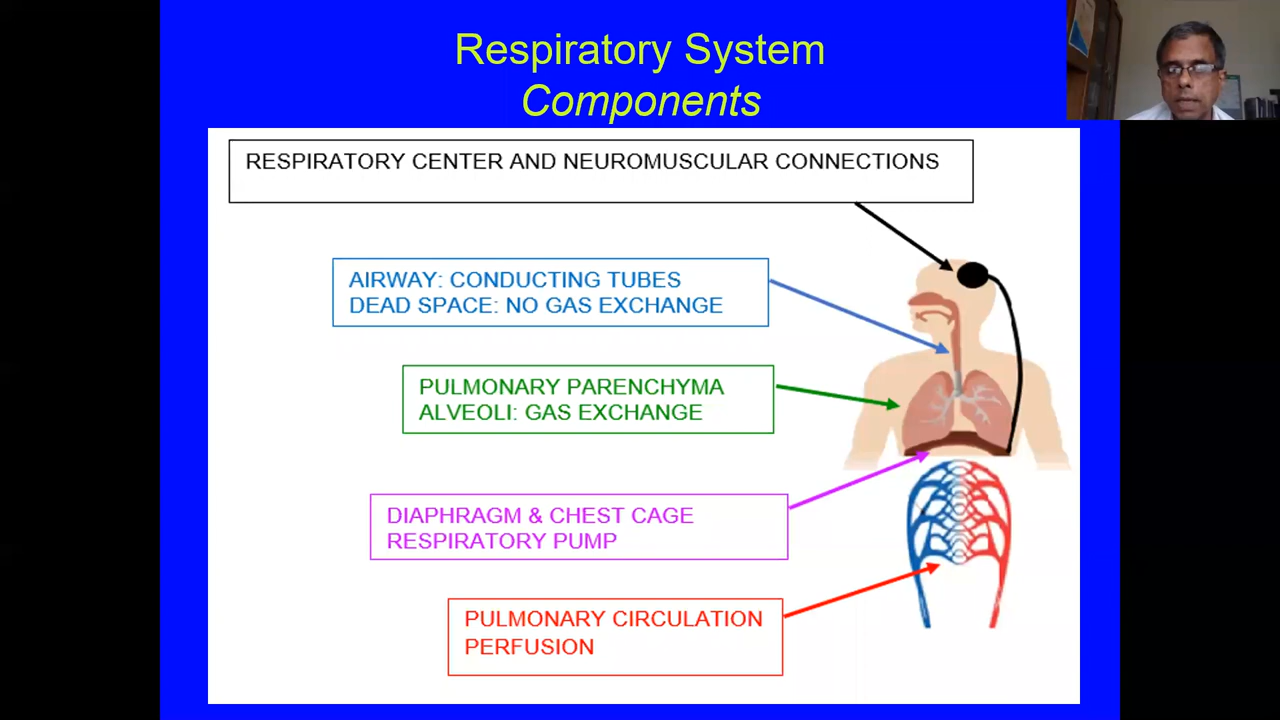 Respiratory System
Components
RESPIRATORY CENTER AND NEUROMUSCULAR CONNECTIONS
AIRWAY: CONDUCTING TUBES
DEAD SPACE: NO GAS EXCHANGE
PULMONARY PARENCHYMA
ALVEOLI: GAS EXCHANGE
DIAPHRAGM & CHEST CAGE
RESPIRATORY PUMP
PULMONARY CIRCULATION
PERFUSION